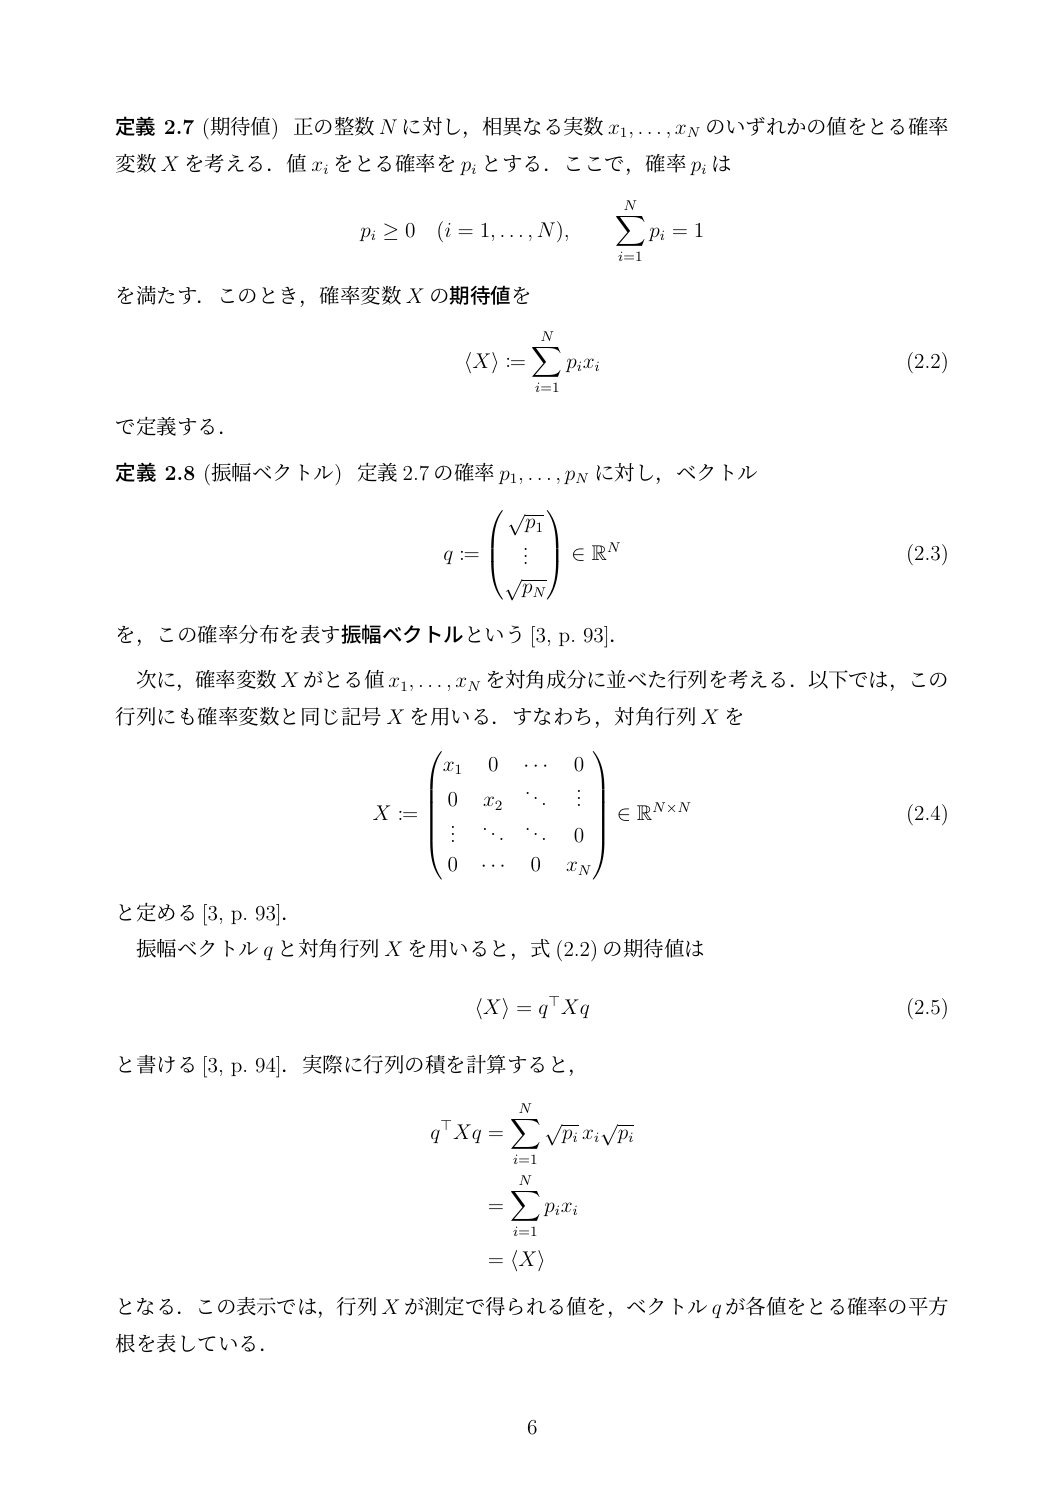 定義 2.7 (期待値) 正の整数 N に対し，相異なる実数 x₁, . . . , x_N のいずれかの値をとる確率
変数 X を考える．値 x_i をとる確率を p_i とする．ここで，確率 p_i は
p_i ≥ 0 (i = 1, . . . , N), ∑_{i=1}^{N} p_i = 1
を満たす．このとき，確率変数 X の期待値を
⟨X⟩ := ∑_{i=1}^{N} p_i x_i (2.2)
で定義する．
定義 2.8 (振幅ベクトル) 定義 2.7 の確率 p₁, . . . , p_N に対し，ベクトル
q := (√p₁ ⋮ √p_N) ∈ ℝ^N (2.3)
を，この確率分布を表す振幅ベクトルという [3, p. 93]．
次に，確率変数 X がとる値 x₁, . . . , x_N を対角成分に並べた行列を考える．以下では，この
行列にも確率変数と同じ記号 X を用いる．すなわち，対角行列 X を
x₁ 0 ⋯ 0
0 x₂ ⋱ ⋮
X := ∈ ℝ^{N×N} (2.4)
⋮ ⋱ ⋱ 0
0 ⋯ 0 x_N
と定める [3, p. 93]．
振幅ベクトル q と対角行列 X を用いると，式 (2.2) の期待値は
⟨X⟩ = q^⊤Xq (2.5)
と書ける [3, p. 94]．実際に行列の積を計算すると，
q^⊤Xq = ∑_{i=1}^{N} √p_i x_i √p_i
= ∑_{i=1}^{N} p_i x_i
= ⟨X⟩
となる．この表示では，行列 X が測定で得られる値を，ベクトル q が各値をとる確率の平方
根を表している．
6